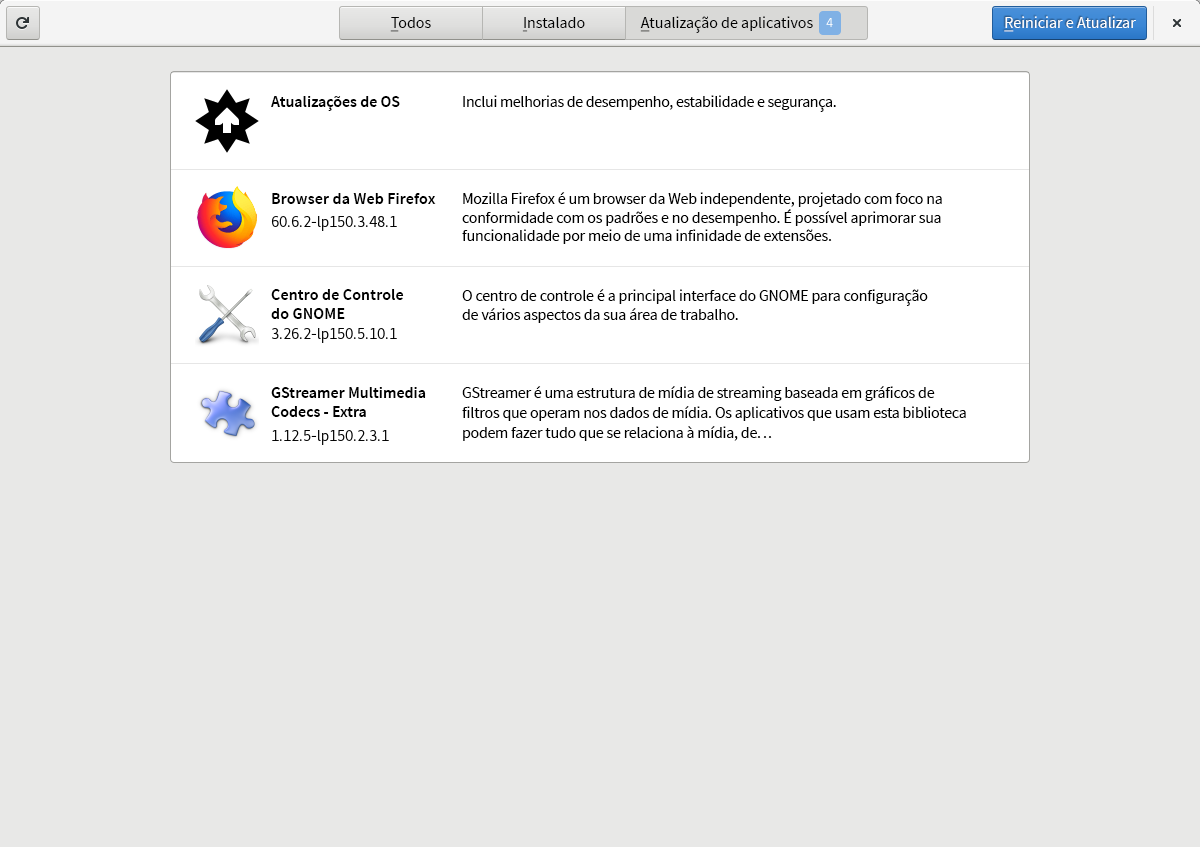 Todos
Instalado
Atualização de aplicativos 4
Reiniciar e Atualizar
Atualizações de OS
Inclui melhorias de desempenho, estabilidade e segurança.
Browser da Web Firefox
60.6.2-lp150.3.48.1
Mozilla Firefox é um browser da Web independente, projetado com foco na
conformidade com os padrões e no desempenho. É possível aprimorar sua
funcionalidade por meio de uma infinidade de extensões.
Centro de Controle
do GNOME
3.26.2-lp150.5.10.1
O centro de controle é a principal interface do GNOME para configuração
de vários aspectos da sua área de trabalho.
GStreamer Multimedia
Codecs - Extra
1.12.5-lp150.2.3.1
GStreamer é uma estrutura de mídia de streaming baseada em gráficos de
filtros que operam nos dados de mídia. Os aplicativos que usam esta biblioteca
podem fazer tudo que se relaciona à mídia, de…